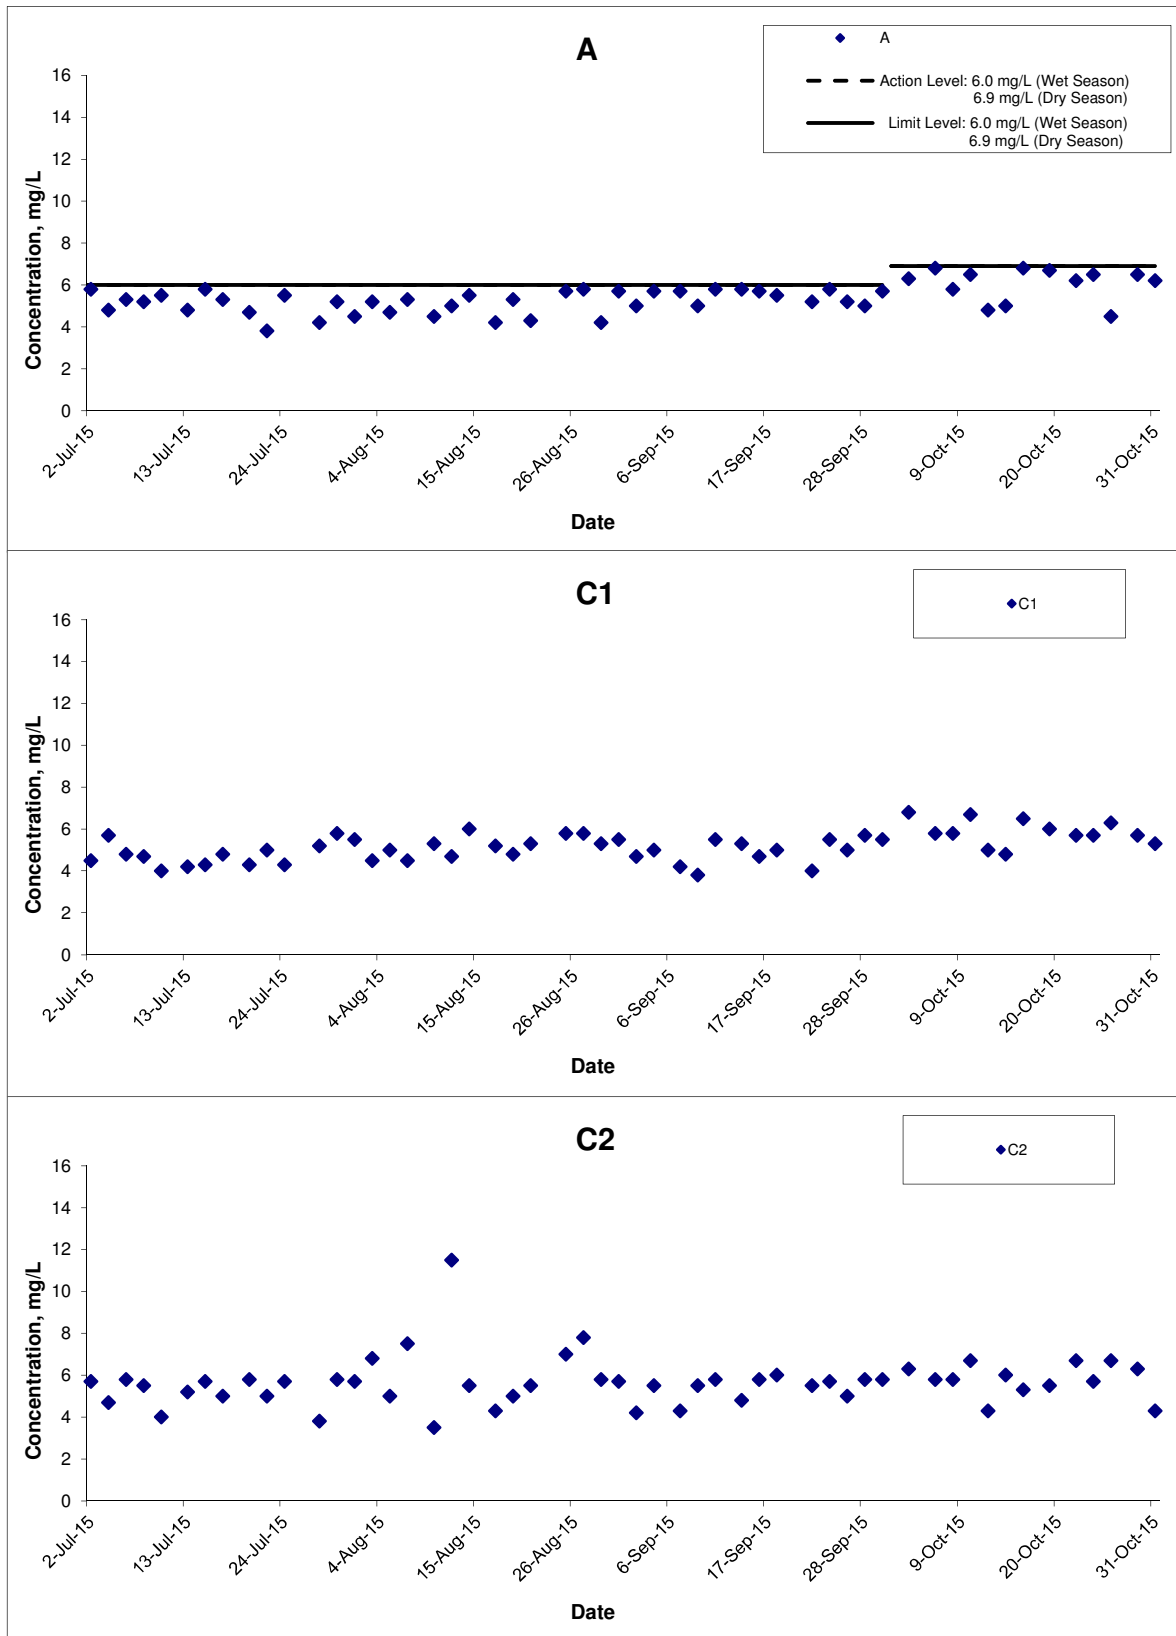 A
A
Action Level: 6.0 mg/L (Wet Season)
6.9 mg/L (Dry Season)
Limit Level: 6.0 mg/L (Wet Season)
6.9 mg/L (Dry Season)
Concentration, mg/L
16
14
12
10
8
6
4
2
0
2-Jul-15
13-Jul-15
24-Jul-15
4-Aug-15
15-Aug-15
26-Aug-15
6-Sep-15
17-Sep-15
28-Sep-15
9-Oct-15
20-Oct-15
31-Oct-15
Date
C1
C1
Concentration, mg/L
16
14
12
10
8
6
4
2
0
2-Jul-15
13-Jul-15
24-Jul-15
4-Aug-15
15-Aug-15
26-Aug-15
6-Sep-15
17-Sep-15
28-Sep-15
9-Oct-15
20-Oct-15
31-Oct-15
Date
C2
C2
Concentration, mg/L
16
14
12
10
8
6
4
2
0
2-Jul-15
13-Jul-15
24-Jul-15
4-Aug-15
15-Aug-15
26-Aug-15
6-Sep-15
17-Sep-15
28-Sep-15
9-Oct-15
20-Oct-15
31-Oct-15
Date